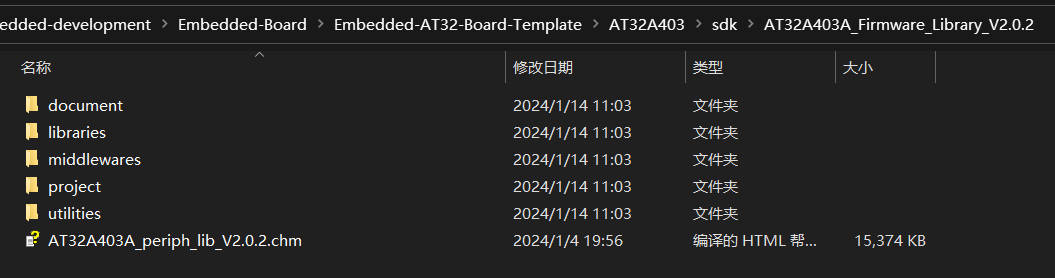 edded-development > Embedded-Board > Embedded-AT32-Board-Template > AT32A403 > sdk > AT32A403A_Firmware_Library_V2.0.2
名称 修改日期 类型 大小
document 2024/1/14 11:03 文件夹
libraries 2024/1/14 11:03 文件夹
middlewares 2024/1/14 11:03 文件夹
project 2024/1/14 11:03 文件夹
utilities 2024/1/14 11:03 文件夹
AT32A403A_periph_lib_V2.0.2.chm 2024/1/4 19:56 编译的 HTML 帮... 15,374 KB